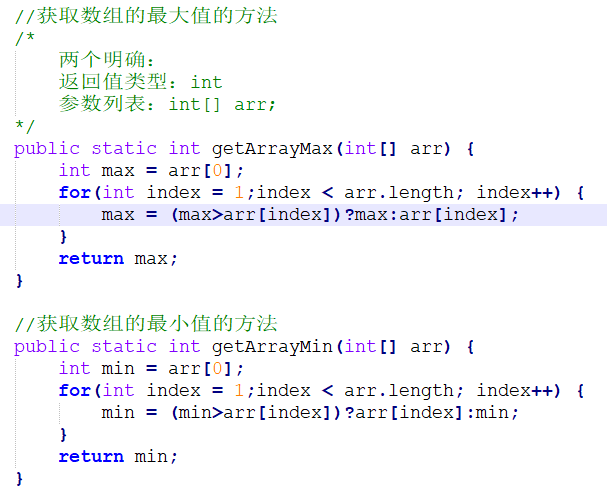 //获取数组的最大值的方法
/*
    两个明确：
    返回值类型：int
    参数列表：int[] arr;
*/
public static int getArrayMax(int[] arr) {
    int max = arr[0];
    for(int index = 1;index < arr.length; index++) {
        max = (max>arr[index])?max:arr[index];
    }
    return max;
}

//获取数组的最小值的方法
public static int getArrayMin(int[] arr) {
    int min = arr[0];
    for(int index = 1;index < arr.length; index++) {
        min = (min>arr[index])?arr[index]:min;
    }
    return min;
}